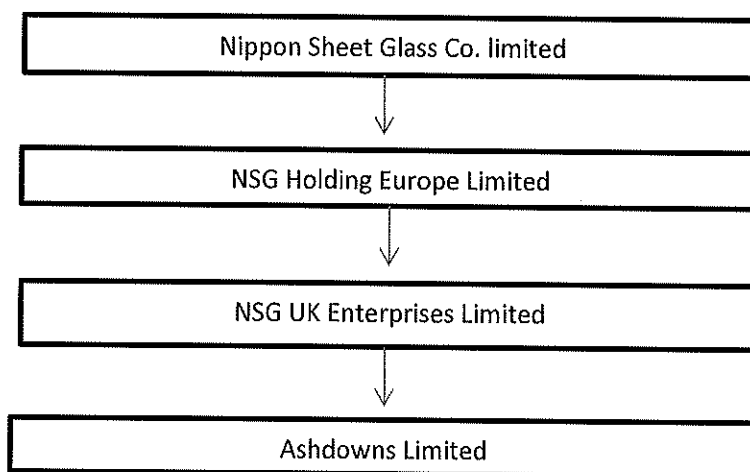 Nippon Sheet Glass Co. limited
NSG Holding Europe Limited
NSG UK Enterprises Limited
Ashdowns Limited